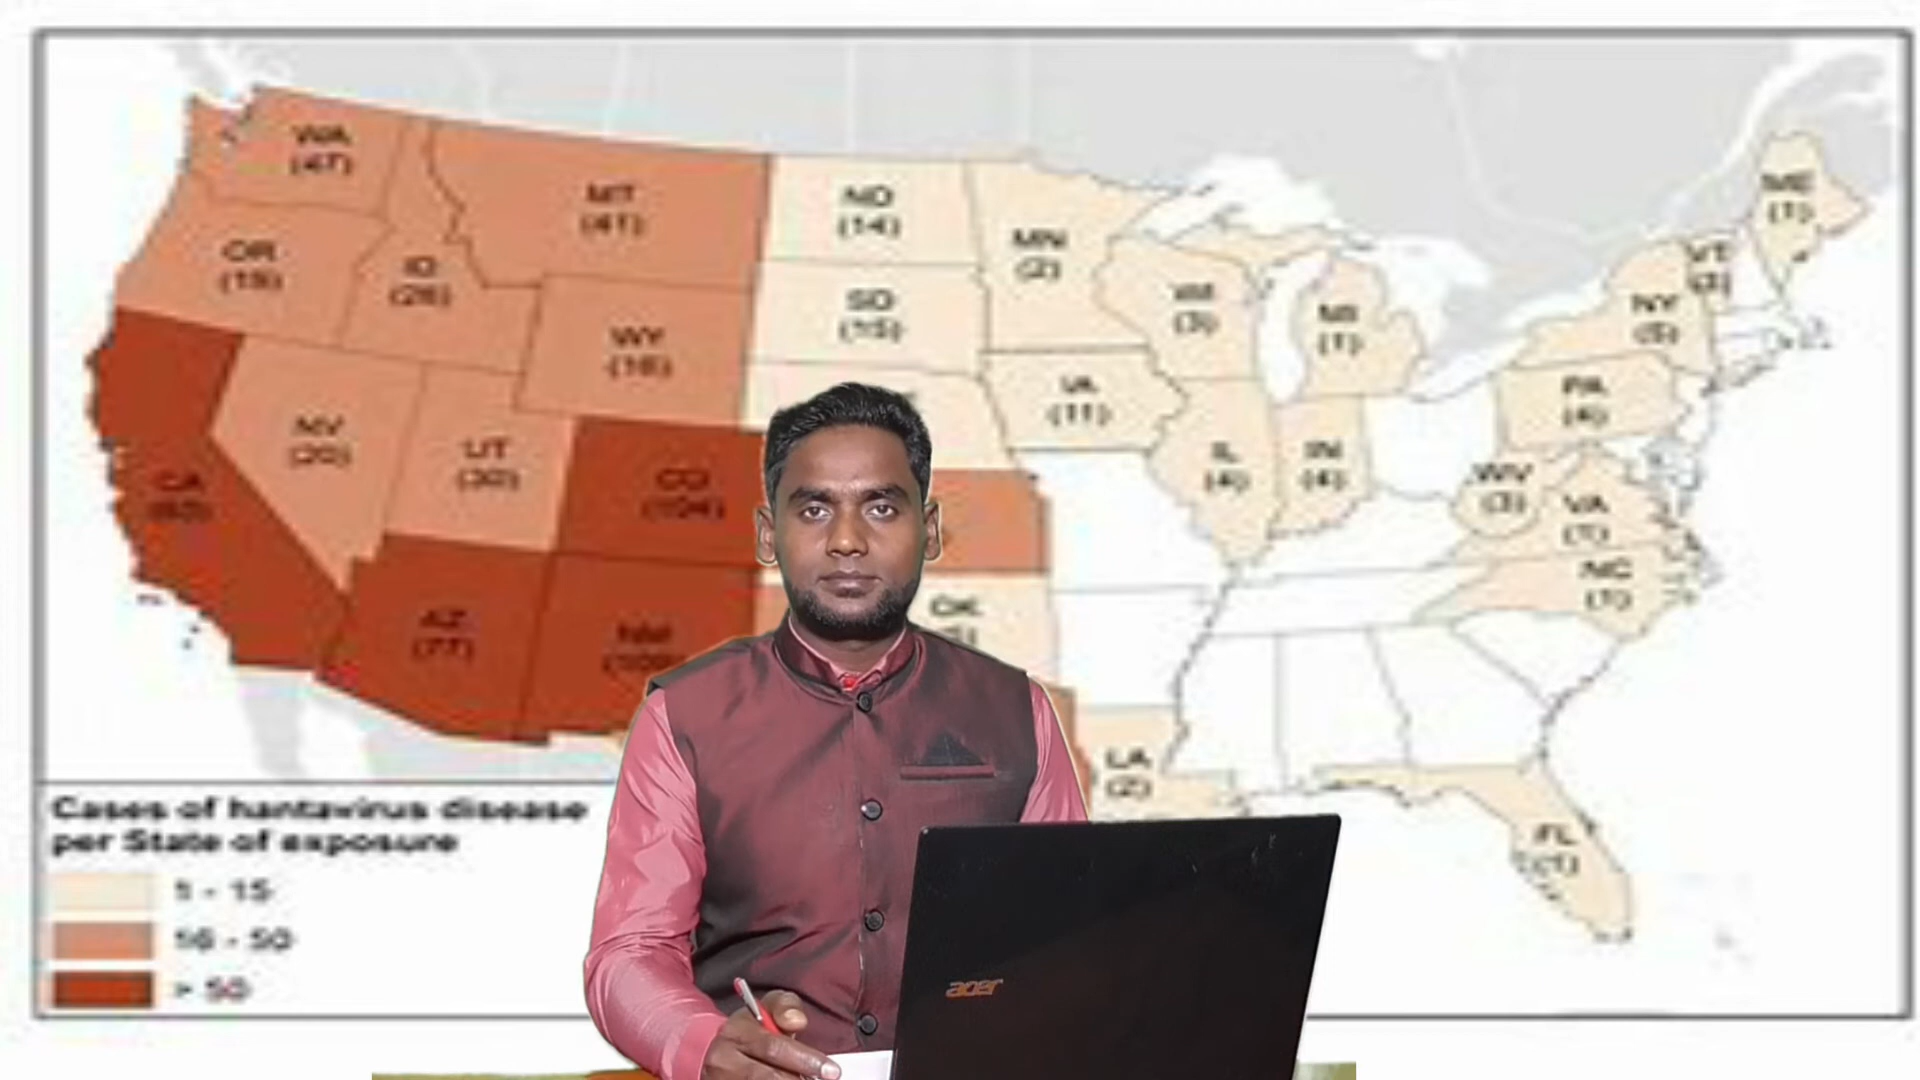 WA
(47)
MT
(41)
ND
(14)
ME
(1)
OR
ID
MN
(2)
VT
SD
(15)
WI
(3)
MI
(1)
NY
(5)
WY
IA
(11)
PA
(4)
NV
(20)
UT
(30)
CO
(104)
CA
IL
(4)
IN
(4)
WV
(3)
VA
(1)
NC
(1)
AZ
(77)
NM
OK
LA
(2)
FL
(1)
Cases of hantavirus disease
per State of exposure
1 - 15
16 - 50
> 50
acer